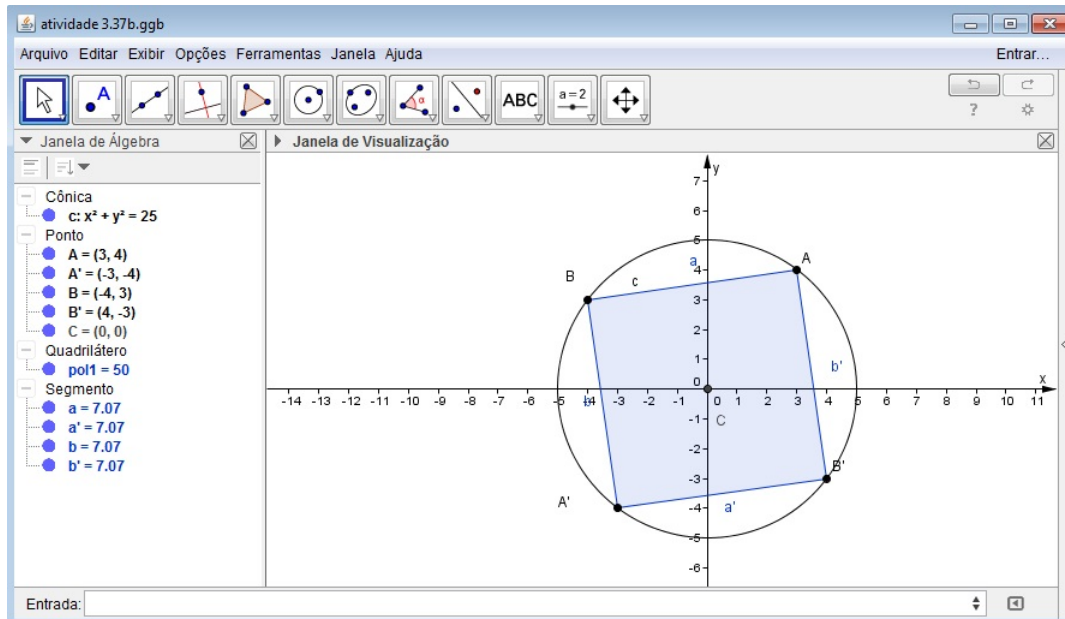 atividade 3.37b.ggb
Arquivo Editar Exibir Opções Ferramentas Janela Ajuda Entrar...
A α ABC a=2 ?
Janela de Álgebra
Cônica
c: x² + y² = 25
Ponto
A = (3, 4)
A' = (-3, -4)
B = (-4, 3)
B' = (4, -3)
C = (0, 0)
Quadrilátero
pol1 = 50
Segmento
a = 7.07
a' = 7.07
b = 7.07
b' = 7.07
Janela de Visualização
y
7
6
5
a A
4
B c
3
2
1
b'
0
x
-14 -13 -12 -11 -10 -9 -8 -7 -6 -5 -4 -3 -2 -1 0 1 2 3 4 5 6 7 8 9 10 11
b
-1
C
-2
B'
-3
A'
-4
a'
-5
-6
Entrada: